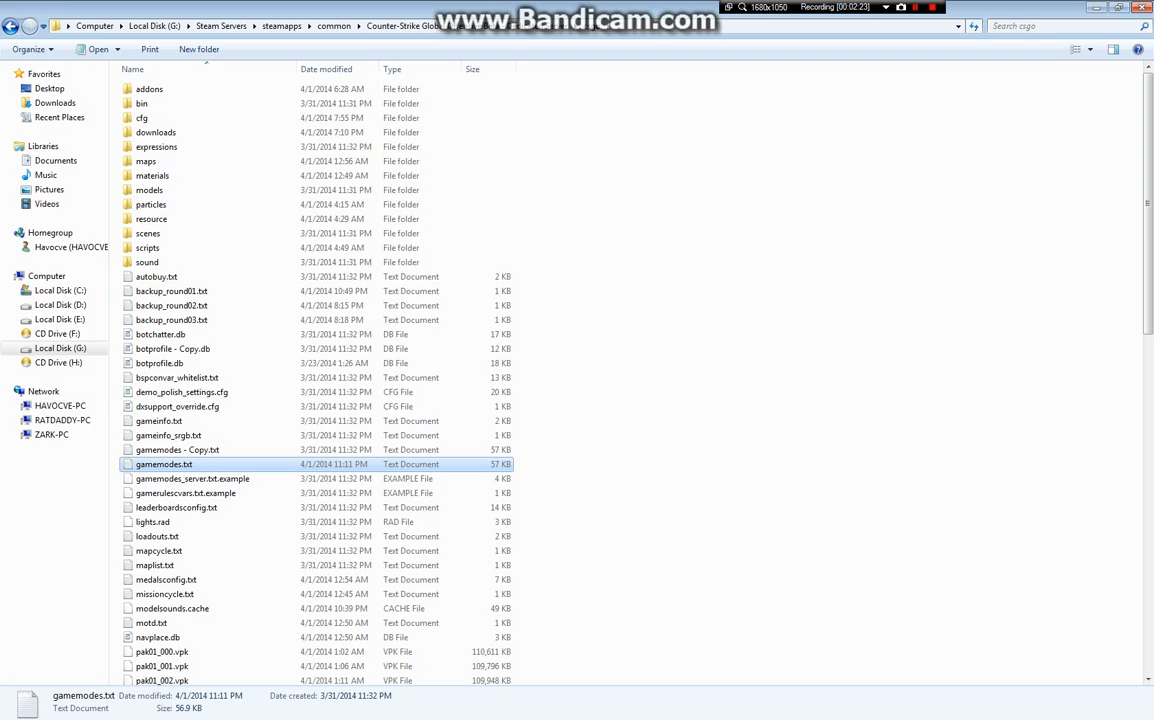 www.Bandicam.com
1680x1050 Recording [00:02:23]
Computer Local Disk (G:) Steam Servers steamapps common Counter-Strike Glob
Search csgo
Organize Open Print New folder
Name Date modified Type Size
Favorites
Desktop
Downloads
Recent Places
Libraries
Documents
Music
Pictures
Videos
Homegroup
Havocve (HAVOCVE
Computer
Local Disk (C:)
Local Disk (D:)
Local Disk (E:)
CD Drive (F:)
Local Disk (G:)
CD Drive (H:)
Network
HAVOCVE-PC
RATDADDY-PC
ZARK-PC
addons 4/1/2014 6:28 AM File folder
bin 3/31/2014 11:31 PM File folder
cfg 4/1/2014 7:55 PM File folder
downloads 4/1/2014 7:10 PM File folder
expressions 3/31/2014 11:32 PM File folder
maps 4/1/2014 12:56 AM File folder
materials 4/1/2014 12:49 AM File folder
models 3/31/2014 11:31 PM File folder
particles 4/1/2014 4:15 AM File folder
resource 4/1/2014 4:29 AM File folder
scenes 3/31/2014 11:31 PM File folder
scripts 4/1/2014 4:49 AM File folder
sound 3/31/2014 11:31 PM File folder
autobuy.txt 3/31/2014 11:32 PM Text Document 2 KB
backup_round01.txt 4/1/2014 10:49 PM Text Document 1 KB
backup_round02.txt 4/1/2014 8:15 PM Text Document 1 KB
backup_round03.txt 4/1/2014 8:18 PM Text Document 1 KB
botchatter.db 3/31/2014 11:32 PM DB File 17 KB
botprofile - Copy.db 3/31/2014 11:32 PM DB File 12 KB
botprofile.db 3/23/2014 1:26 AM DB File 18 KB
bspconvar_whitelist.txt 3/31/2014 11:32 PM Text Document 13 KB
demo_polish_settings.cfg 3/31/2014 11:32 PM CFG File 20 KB
dxsupport_override.cfg 3/31/2014 11:32 PM CFG File 1 KB
gameinfo.txt 3/31/2014 11:32 PM Text Document 2 KB
gameinfo_srgb.txt 3/31/2014 11:32 PM Text Document 1 KB
gamemodes - Copy.txt 3/31/2014 11:32 PM Text Document 57 KB
gamemodes.txt 4/1/2014 11:11 PM Text Document 57 KB
gamemodes_server.txt.example 3/31/2014 11:32 PM EXAMPLE File 4 KB
gamerulescvars.txt.example 3/31/2014 11:32 PM EXAMPLE File 1 KB
leaderboardsconfig.txt 3/31/2014 11:32 PM Text Document 14 KB
lights.rad 3/31/2014 11:32 PM RAD File 3 KB
loadouts.txt 3/31/2014 11:32 PM Text Document 2 KB
mapcycle.txt 3/31/2014 11:32 PM Text Document 1 KB
maplist.txt 3/31/2014 11:32 PM Text Document 1 KB
medalsconfig.txt 4/1/2014 12:54 AM Text Document 7 KB
missioncycle.txt 4/1/2014 12:45 AM Text Document 1 KB
modelsounds.cache 4/1/2014 10:39 PM CACHE File 49 KB
motd.txt 4/1/2014 12:50 AM Text Document 1 KB
navplace.db 4/1/2014 12:50 AM DB File 3 KB
pak01_000.vpk 4/1/2014 1:02 AM VPK File 110,611 KB
pak01_001.vpk 4/1/2014 1:06 AM VPK File 109,796 KB
pak01_002.vpk 4/1/2014 1:08 AM VPK File 109,948 KB
gamemodes.txt Date modified: 4/1/2014 11:11 PM Date created: 3/31/2014 11:32 PM
Text Document Size: 56.9 KB